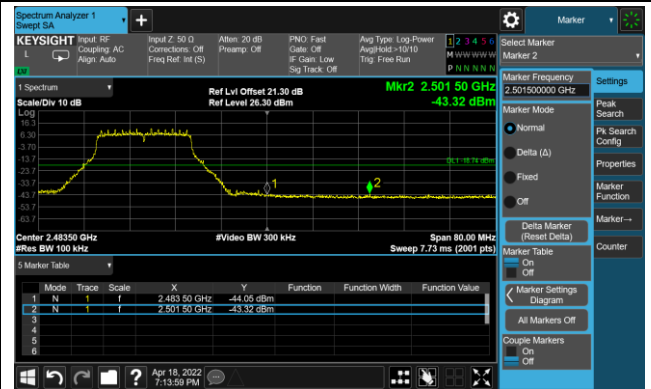 Spectrum Analyzer 1
Swept SA
Marker
KEYSIGHT
Input: RF
Coupling: AC
Align: Auto
Input Z: 50 Ω
Corrections: Off
Freq Ref: Int (S)
Atten: 20 dB
Preamp: Off
PNO: Fast
Gate: Off
IF Gain: Low
Sig Track: Off
Avg Type: Log-Power
Avg|Hold:>10/10
Trig: Free Run
1 2 3 4 5 6
M W W W W W
P N N N N N
L
Select Marker
Marker 2
Marker Frequency
2.501500000 GHz
Settings
Peak Search
Pk Search Config
Properties
Marker Function
Marker→
Counter
Marker Mode
Normal
Delta (Δ)
Fixed
Off
Delta Marker
(Reset Delta)
Marker Table
On
Off
Marker Settings
Diagram
All Markers Off
Couple Markers
On
Off
1 Spectrum
Scale/Div 10 dB
Log
Ref Lvl Offset 21.30 dB
Ref Level 26.30 dBm
Mkr2 2.501 50 GHz
-43.32 dBm
16.3
6.30
-3.70
-13.7
-23.7
-33.7
-43.7
-53.7
-63.7
DL1 -18.74 dBm
1
2
Center 2.48350 GHz
#Res BW 100 kHz
#Video BW 300 kHz
Span 80.00 MHz
Sweep 7.73 ms (2001 pts)
5 Marker Table
Mode Trace Scale X Y Function Function Width Function Value
1 N 1 f 2.483 50 GHz -44.05 dBm
2 N 1 f 2.501 50 GHz -43.32 dBm
3
4
5
6
?
Apr 18, 2022
7:13:59 PM